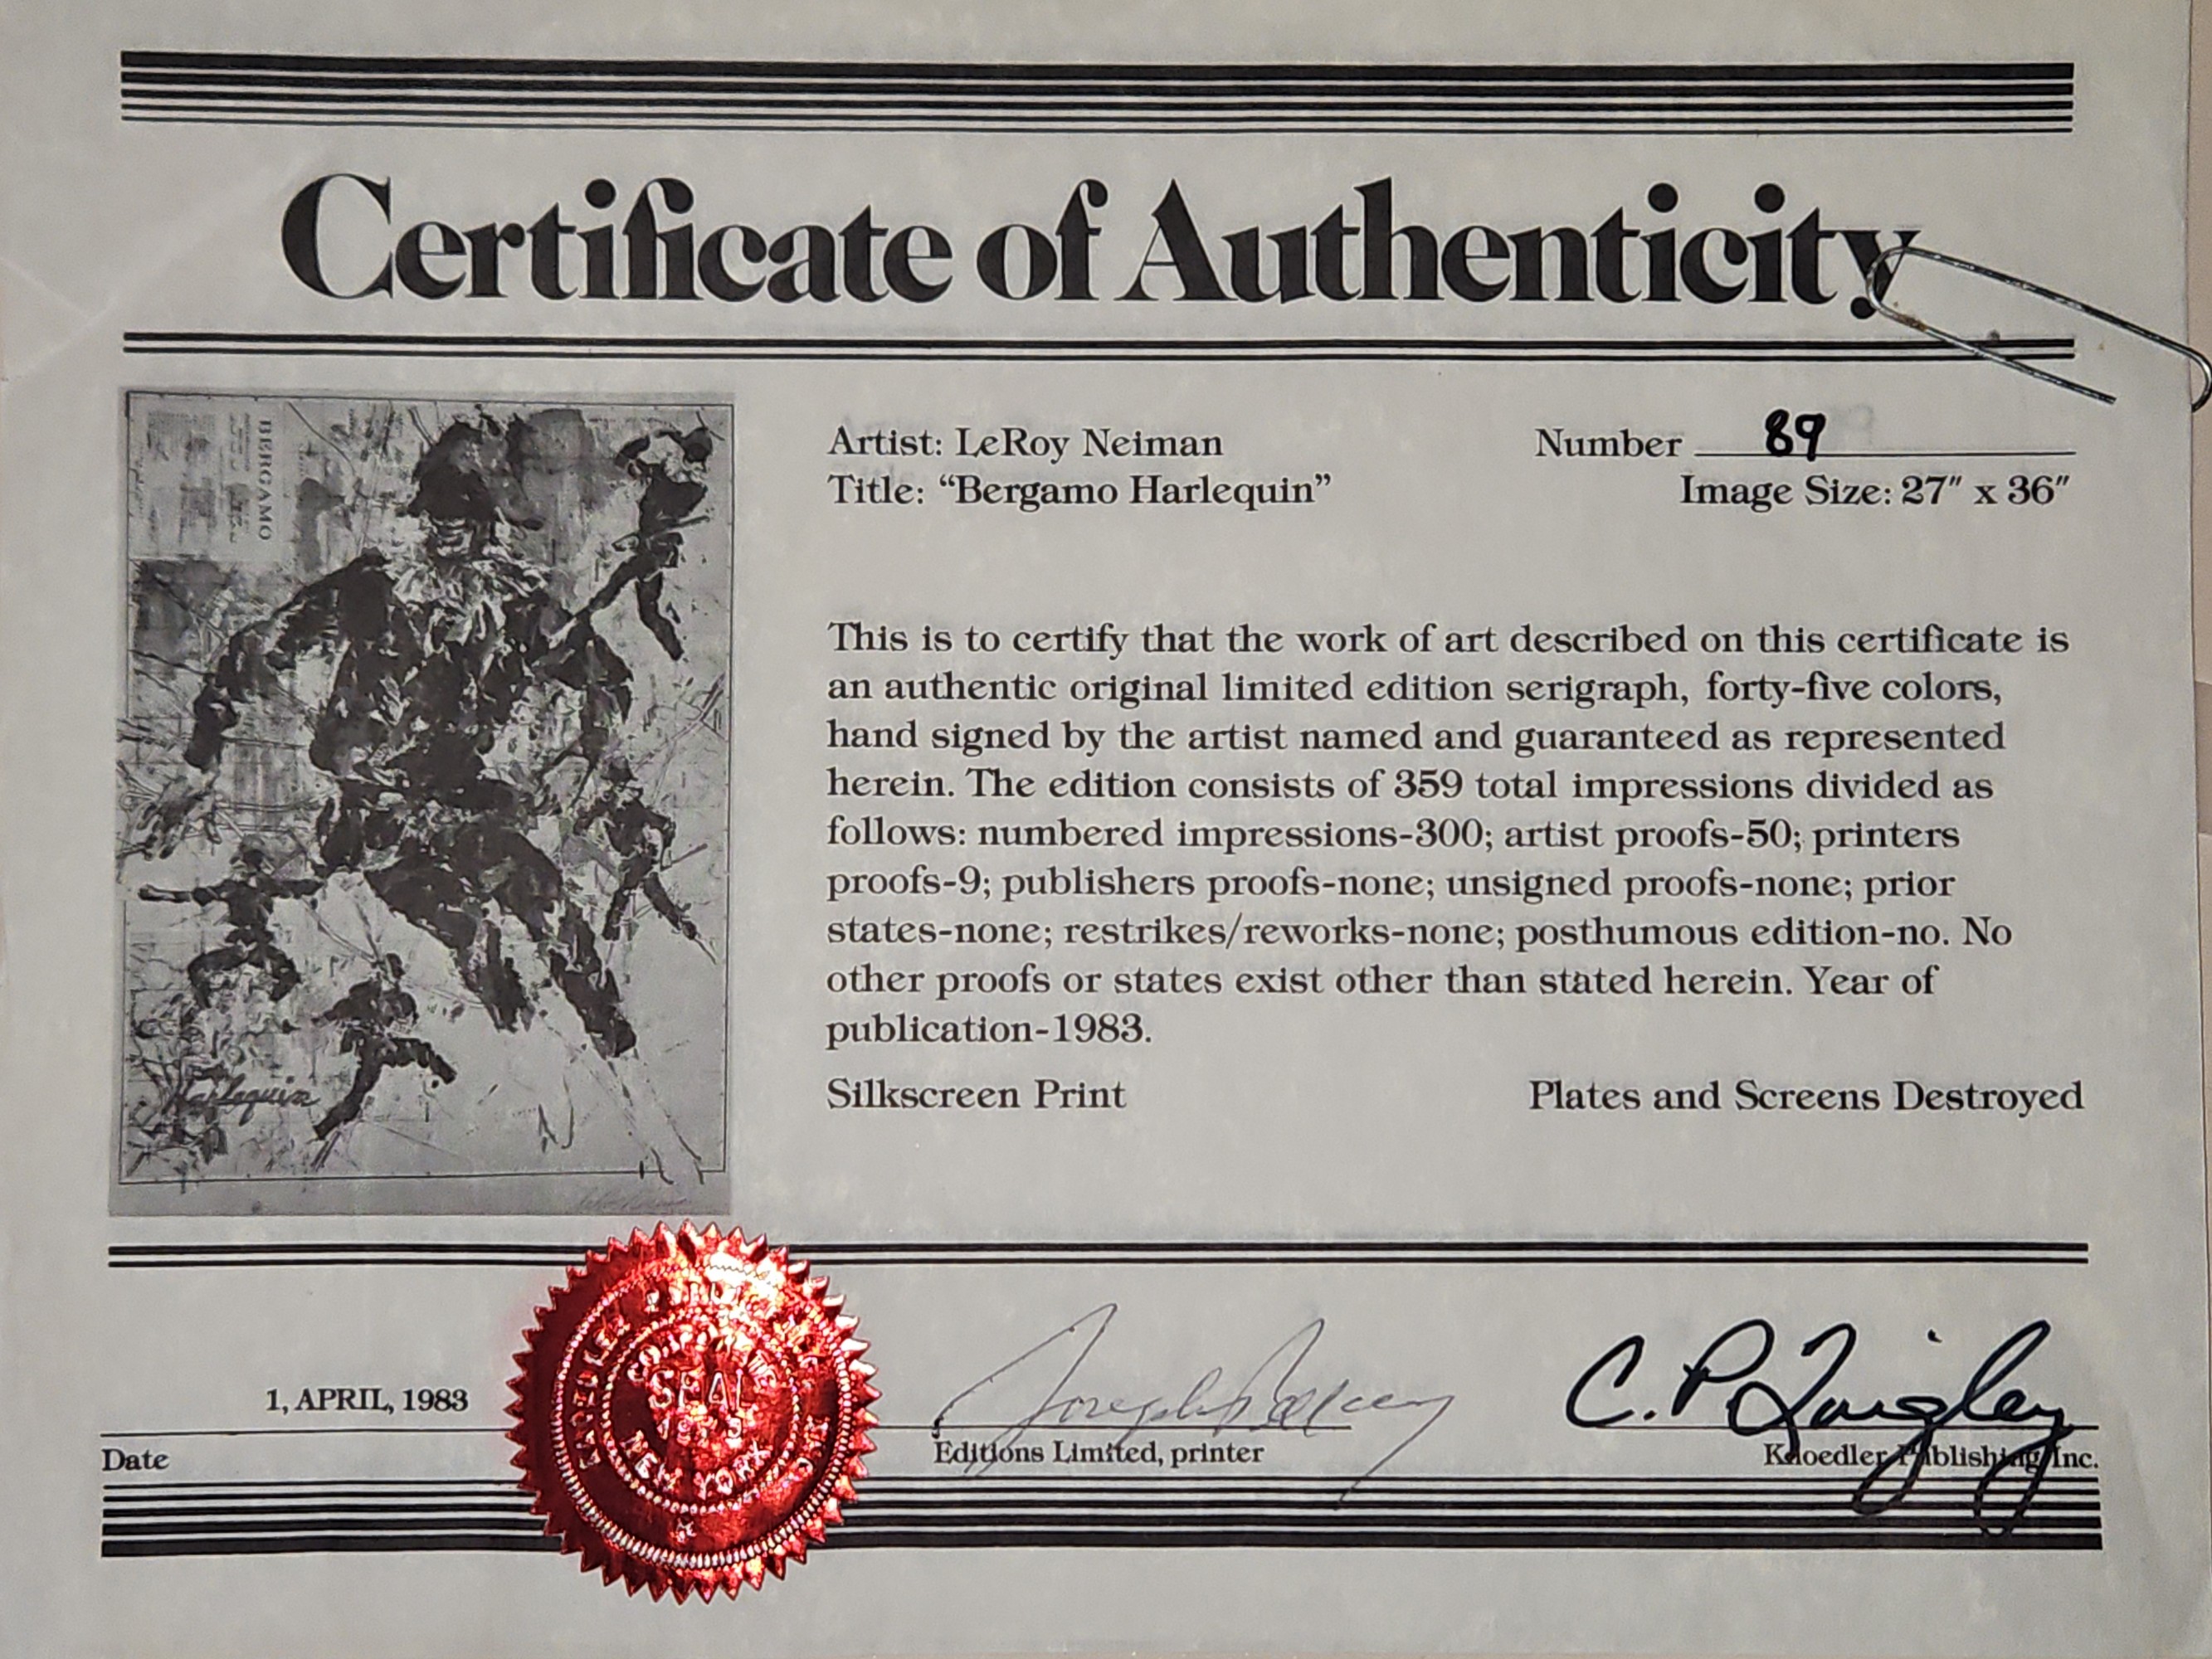 Certificate of Authenticity
BERGAMO
Harlequin
Artist: LeRoy Neiman
Number 89
Title: “Bergamo Harlequin”
Image Size: 27″ x 36″
This is to certify that the work of art described on this certificate is
an authentic original limited edition serigraph, forty-five colors,
hand signed by the artist named and guaranteed as represented
herein. The edition consists of 359 total impressions divided as
follows: numbered impressions-300; artist proofs-50; printers
proofs-9; publishers proofs-none; unsigned proofs-none; prior
states-none; restrikes/reworks-none; posthumous edition-no. No
other proofs or states exist other than stated herein. Year of
publication-1983.
Silkscreen Print
Plates and Screens Destroyed
1, APRIL, 1983
Date
SEAL
NEW YORK
Joseph
Editions Limited, printer
C. P. Quigley
Knoedler Publishing Inc.